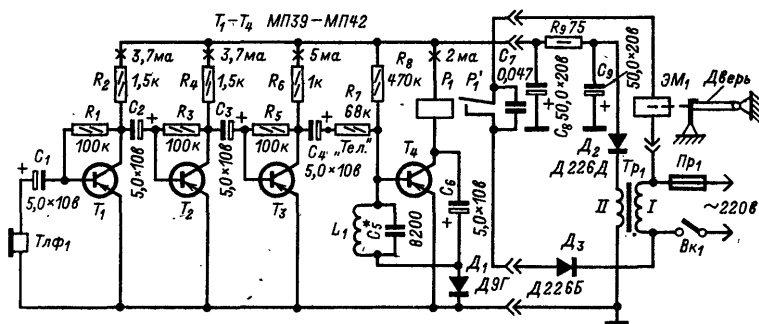 T₁–T₄ МП39–МП42
3,7ма
3,7ма
5 ма
2 ма
R₂
1,5к
R₄
1,5к
R₆
1к
R₈
470к
P₁
P₁'
C₇
0,047
R₉ 75
C₈ 50,0×20в
C₉
50,0×20в
ЭМ₁
Дверь
R₁
100к
C₂
5,0×10в
R₃
100к
C₃
5,0×10в
R₅
100к
C₄ „Тел."
5,0×10в
R₇
68к
C₁
5,0×10в
T₁
T₂
T₃
T₄
C₆
5,0×10в
Д₂
Д226Д
Тр₁
II
I
Пр₁
~220в
Вк₁
Тлф₁
L₁
C₅*
8200
Д₁
Д9Г
Д₃
Д226Б